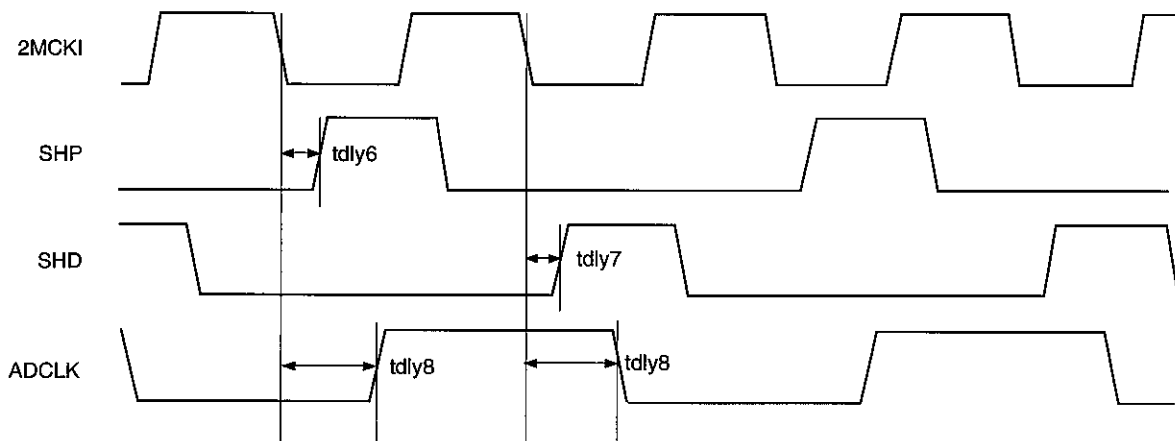 2MCKI
SHP
tdly6
SHD
tdly7
ADCLK
tdly8
tdly8